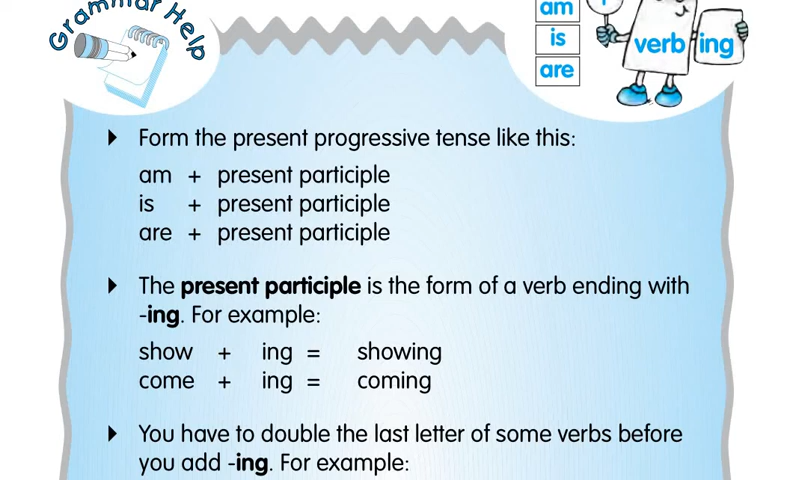 Grammar Help
am
is
are
verb ing
Form the present progressive tense like this:
am + present participle
is + present participle
are + present participle
The present participle is the form of a verb ending with
-ing. For example:
show + ing = showing
come + ing = coming
You have to double the last letter of some verbs before
you add -ing. For example: